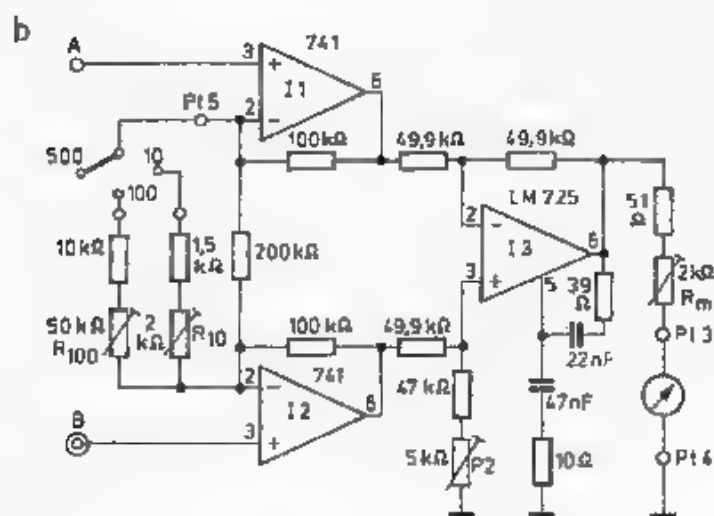 b
A
741
3
+
6
I1
Pt5
2
−
500
10
100
100kΩ
49,9kΩ
49,9kΩ
LM 725
51
Ω
10kΩ
1,5
kΩ
200kΩ
2
−
I3
6
3
+
5
39
Ω
2kΩ
Rm
50kΩ
R100
2
kΩ
R10
100kΩ
49,9kΩ
22nF
Pt3
741
2
−
I2
6
47kΩ
47nF
B
3
+
5kΩ
P2
10Ω
Pt4